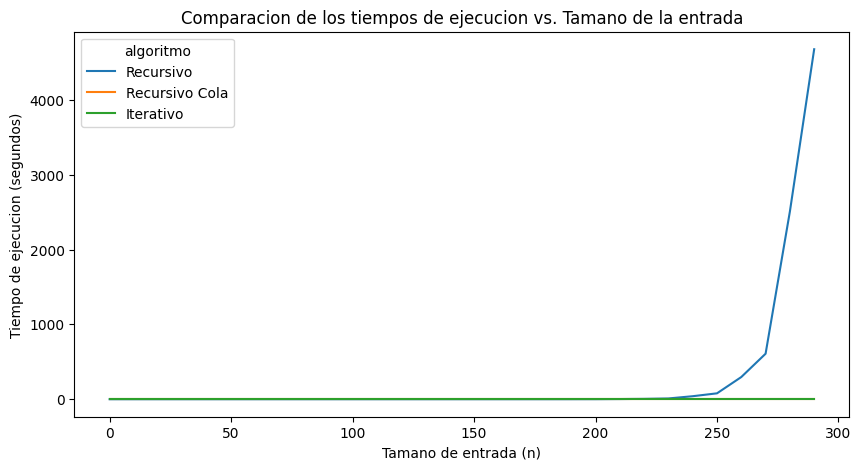 Comparacion de los tiempos de ejecucion vs. Tamano de la entrada
algoritmo
Recursivo
Recursivo Cola
Iterativo
Tiempo de ejecucion (segundos)
4000
3000
2000
1000
0
0 50 100 150 200 250 300
Tamano de entrada (n)